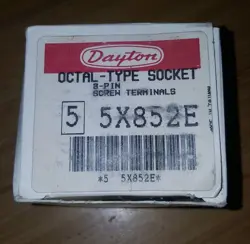 Dayton
OCTAL-TYPE SOCKET
8-PIN
SCREW TERMINALS
5 5X852E
*5 5X852E*